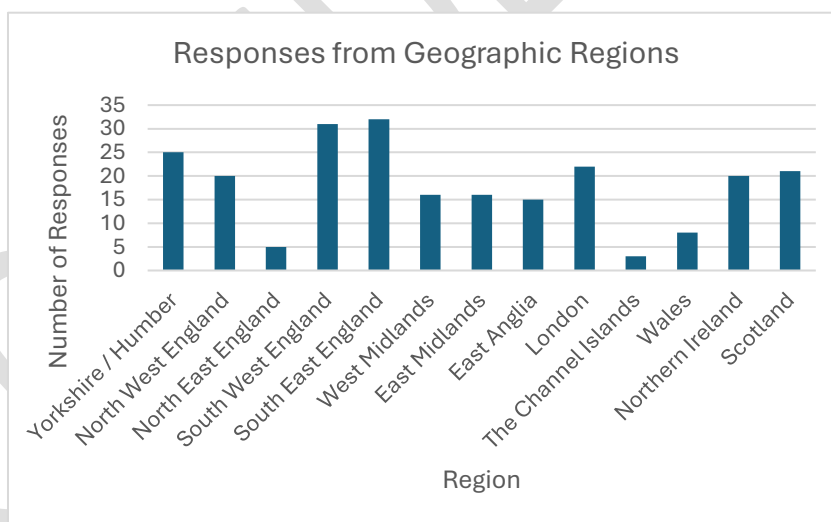 Responses from Geographic Regions
Number of Responses
35
30
25
20
15
10
5
0
Yorkshire / Humber
North West England
North East England
South West England
South East England
West Midlands
East Midlands
East Anglia
London
The Channel Islands
Wales
Northern Ireland
Scotland
Region